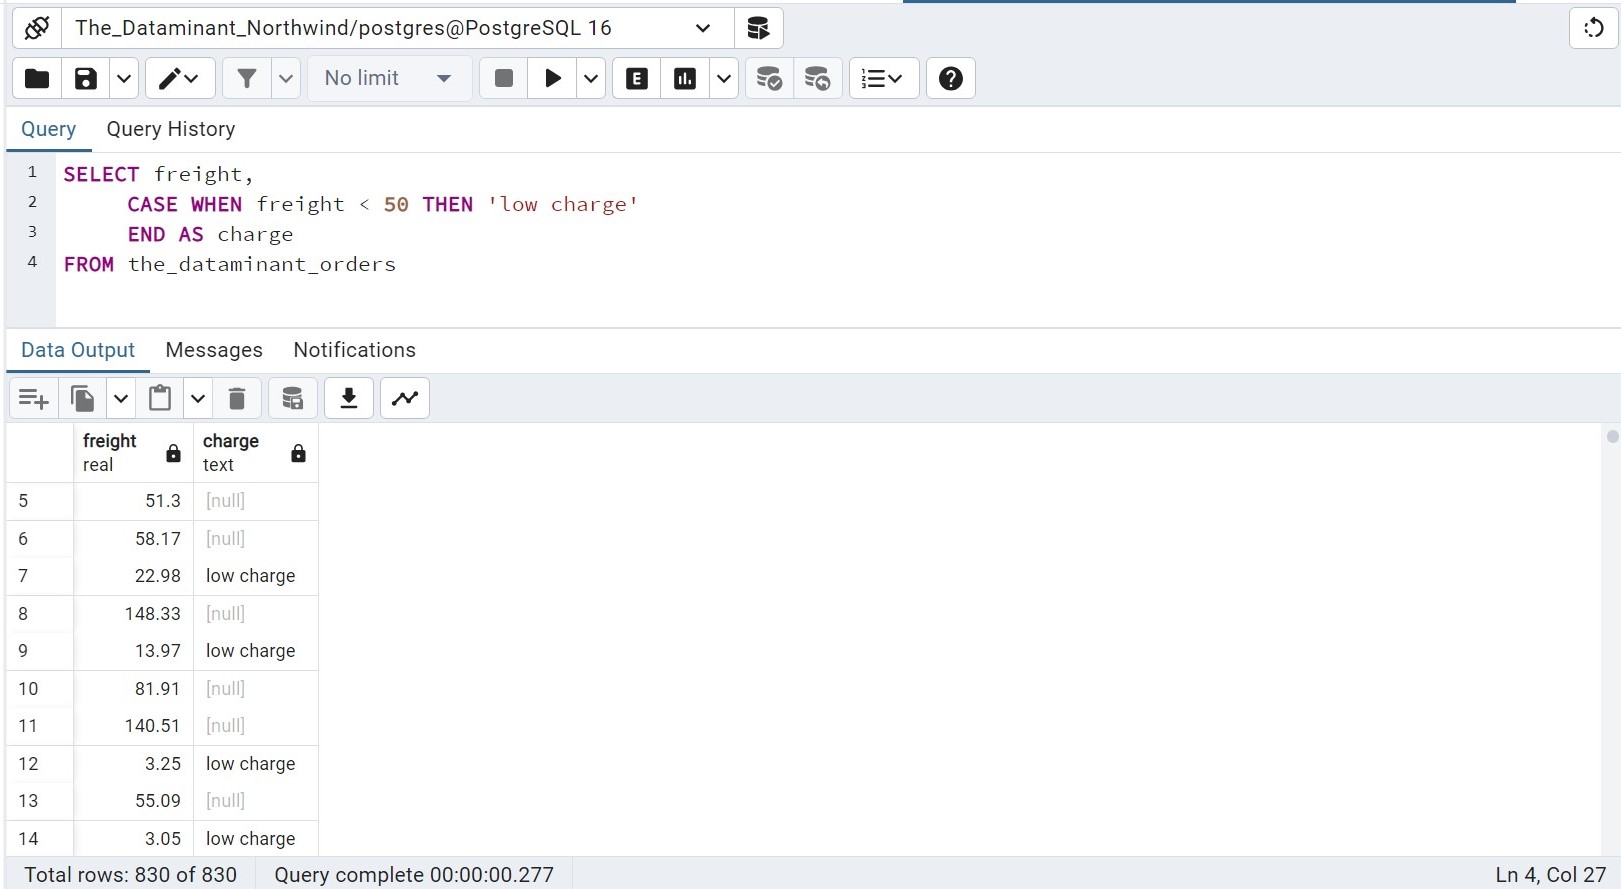 The_Dataminant_Northwind/postgres@PostgreSQL 16
No limit
E
Query Query History
1 SELECT freight,
2 CASE WHEN freight < 50 THEN 'low charge'
3 END AS charge
4 FROM the_dataminant_orders
Data Output Messages Notifications
freight charge
real text
5 51.3 [null]
6 58.17 [null]
7 22.98 low charge
8 148.33 [null]
9 13.97 low charge
10 81.91 [null]
11 140.51 [null]
12 3.25 low charge
13 55.09 [null]
14 3.05 low charge
Total rows: 830 of 830 Query complete 00:00:00.277 Ln 4, Col 27